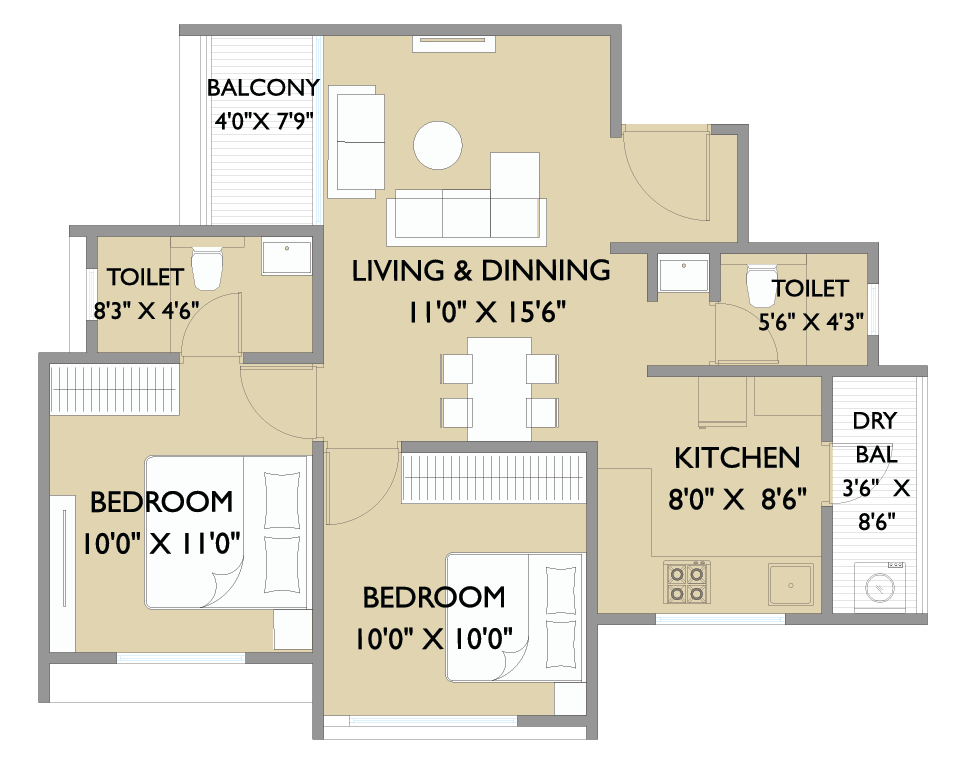 BALCONY
4'0"X 7'9"
TOILET
8'3" X 4'6"
LIVING & DINNING
11'0" X 15'6"
TOILET
5'6" X 4'3"
KITCHEN
8'0" X 8'6"
DRY
BAL
3'6" X
8'6"
BEDROOM
10'0" X 11'0"
BEDROOM
10'0" X 10'0"